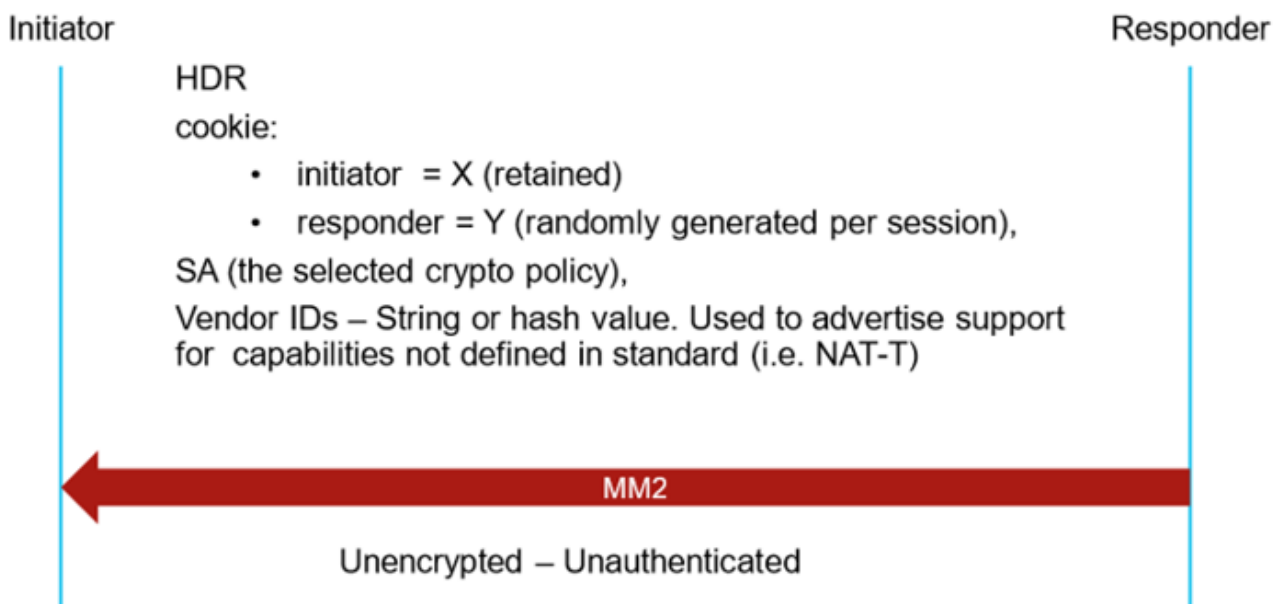 Initiator
Responder
HDR
cookie:
• initiator = X (retained)
• responder = Y (randomly generated per session),
SA (the selected crypto policy),
Vendor IDs – String or hash value. Used to advertise support
for capabilities not defined in standard (i.e. NAT-T)
MM2
Unencrypted – Unauthenticated